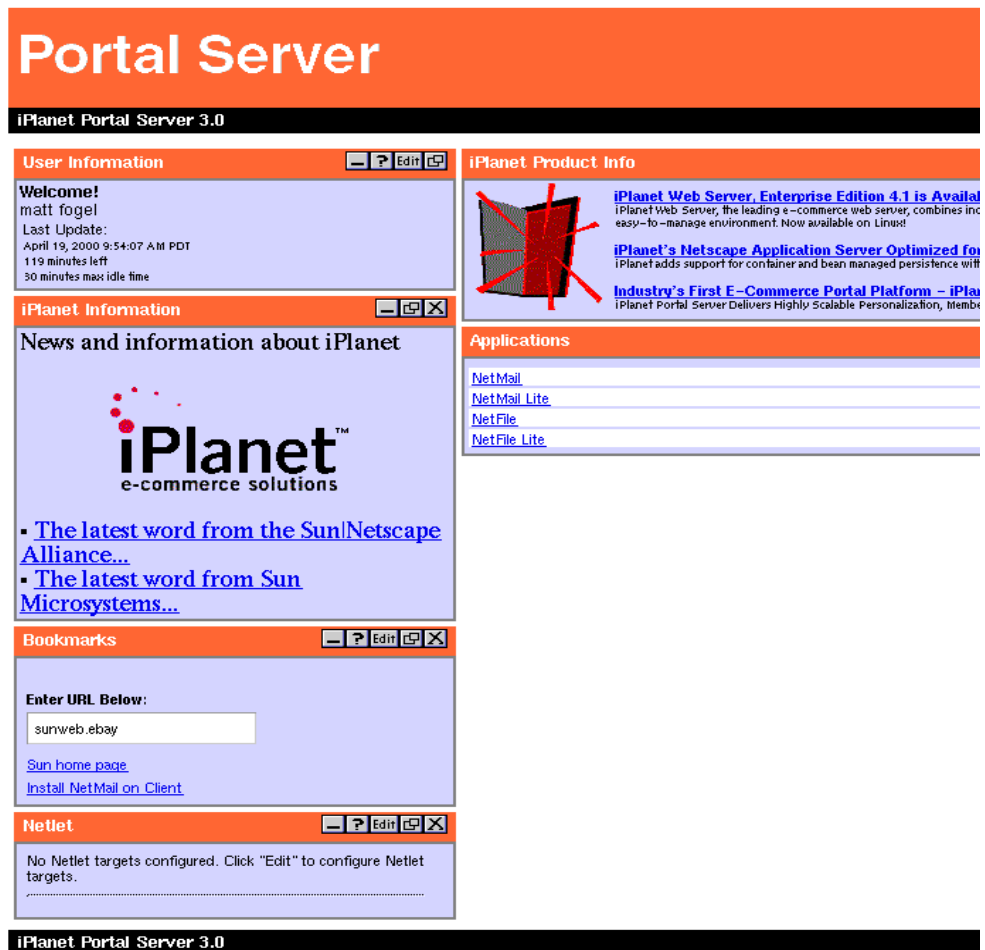 Portal Server
iPlanet Portal Server 3.0
User Information
? Edit
Welcome!
matt fogel
Last Update:
April 19, 2000 9:54:07 AM PDT
119 minutes left
30 minutes max idle time
iPlanet Information
News and information about iPlanet
iPlanet™
e-commerce solutions
▪ The latest word from the Sun|Netscape
Alliance...
▪ The latest word from Sun
Microsystems...
Bookmarks
? Edit
Enter URL Below:
sunweb.ebay
Sun home page
Install NetMail on Client
Netlet
? Edit
No Netlet targets configured. Click "Edit" to configure Netlet
targets.
iPlanet Product Info
iPlanet Web Server, Enterprise Edition 4.1 is
iPlanet Web Server, the leading e-commerce web server, combines
easy-to-manage environment. Now available on Linux!
iPlanet's Netscape Application Server Optimized for
iPlanet adds support for container and bean managed persistence
Industry's First E-Commerce Portal Platform -
iPlanet Portal Server Delivers Highly Scalable Personalization,
Applications
NetMail
NetMail Lite
NetFile
NetFile Lite
iPlanet Portal Server 3.0